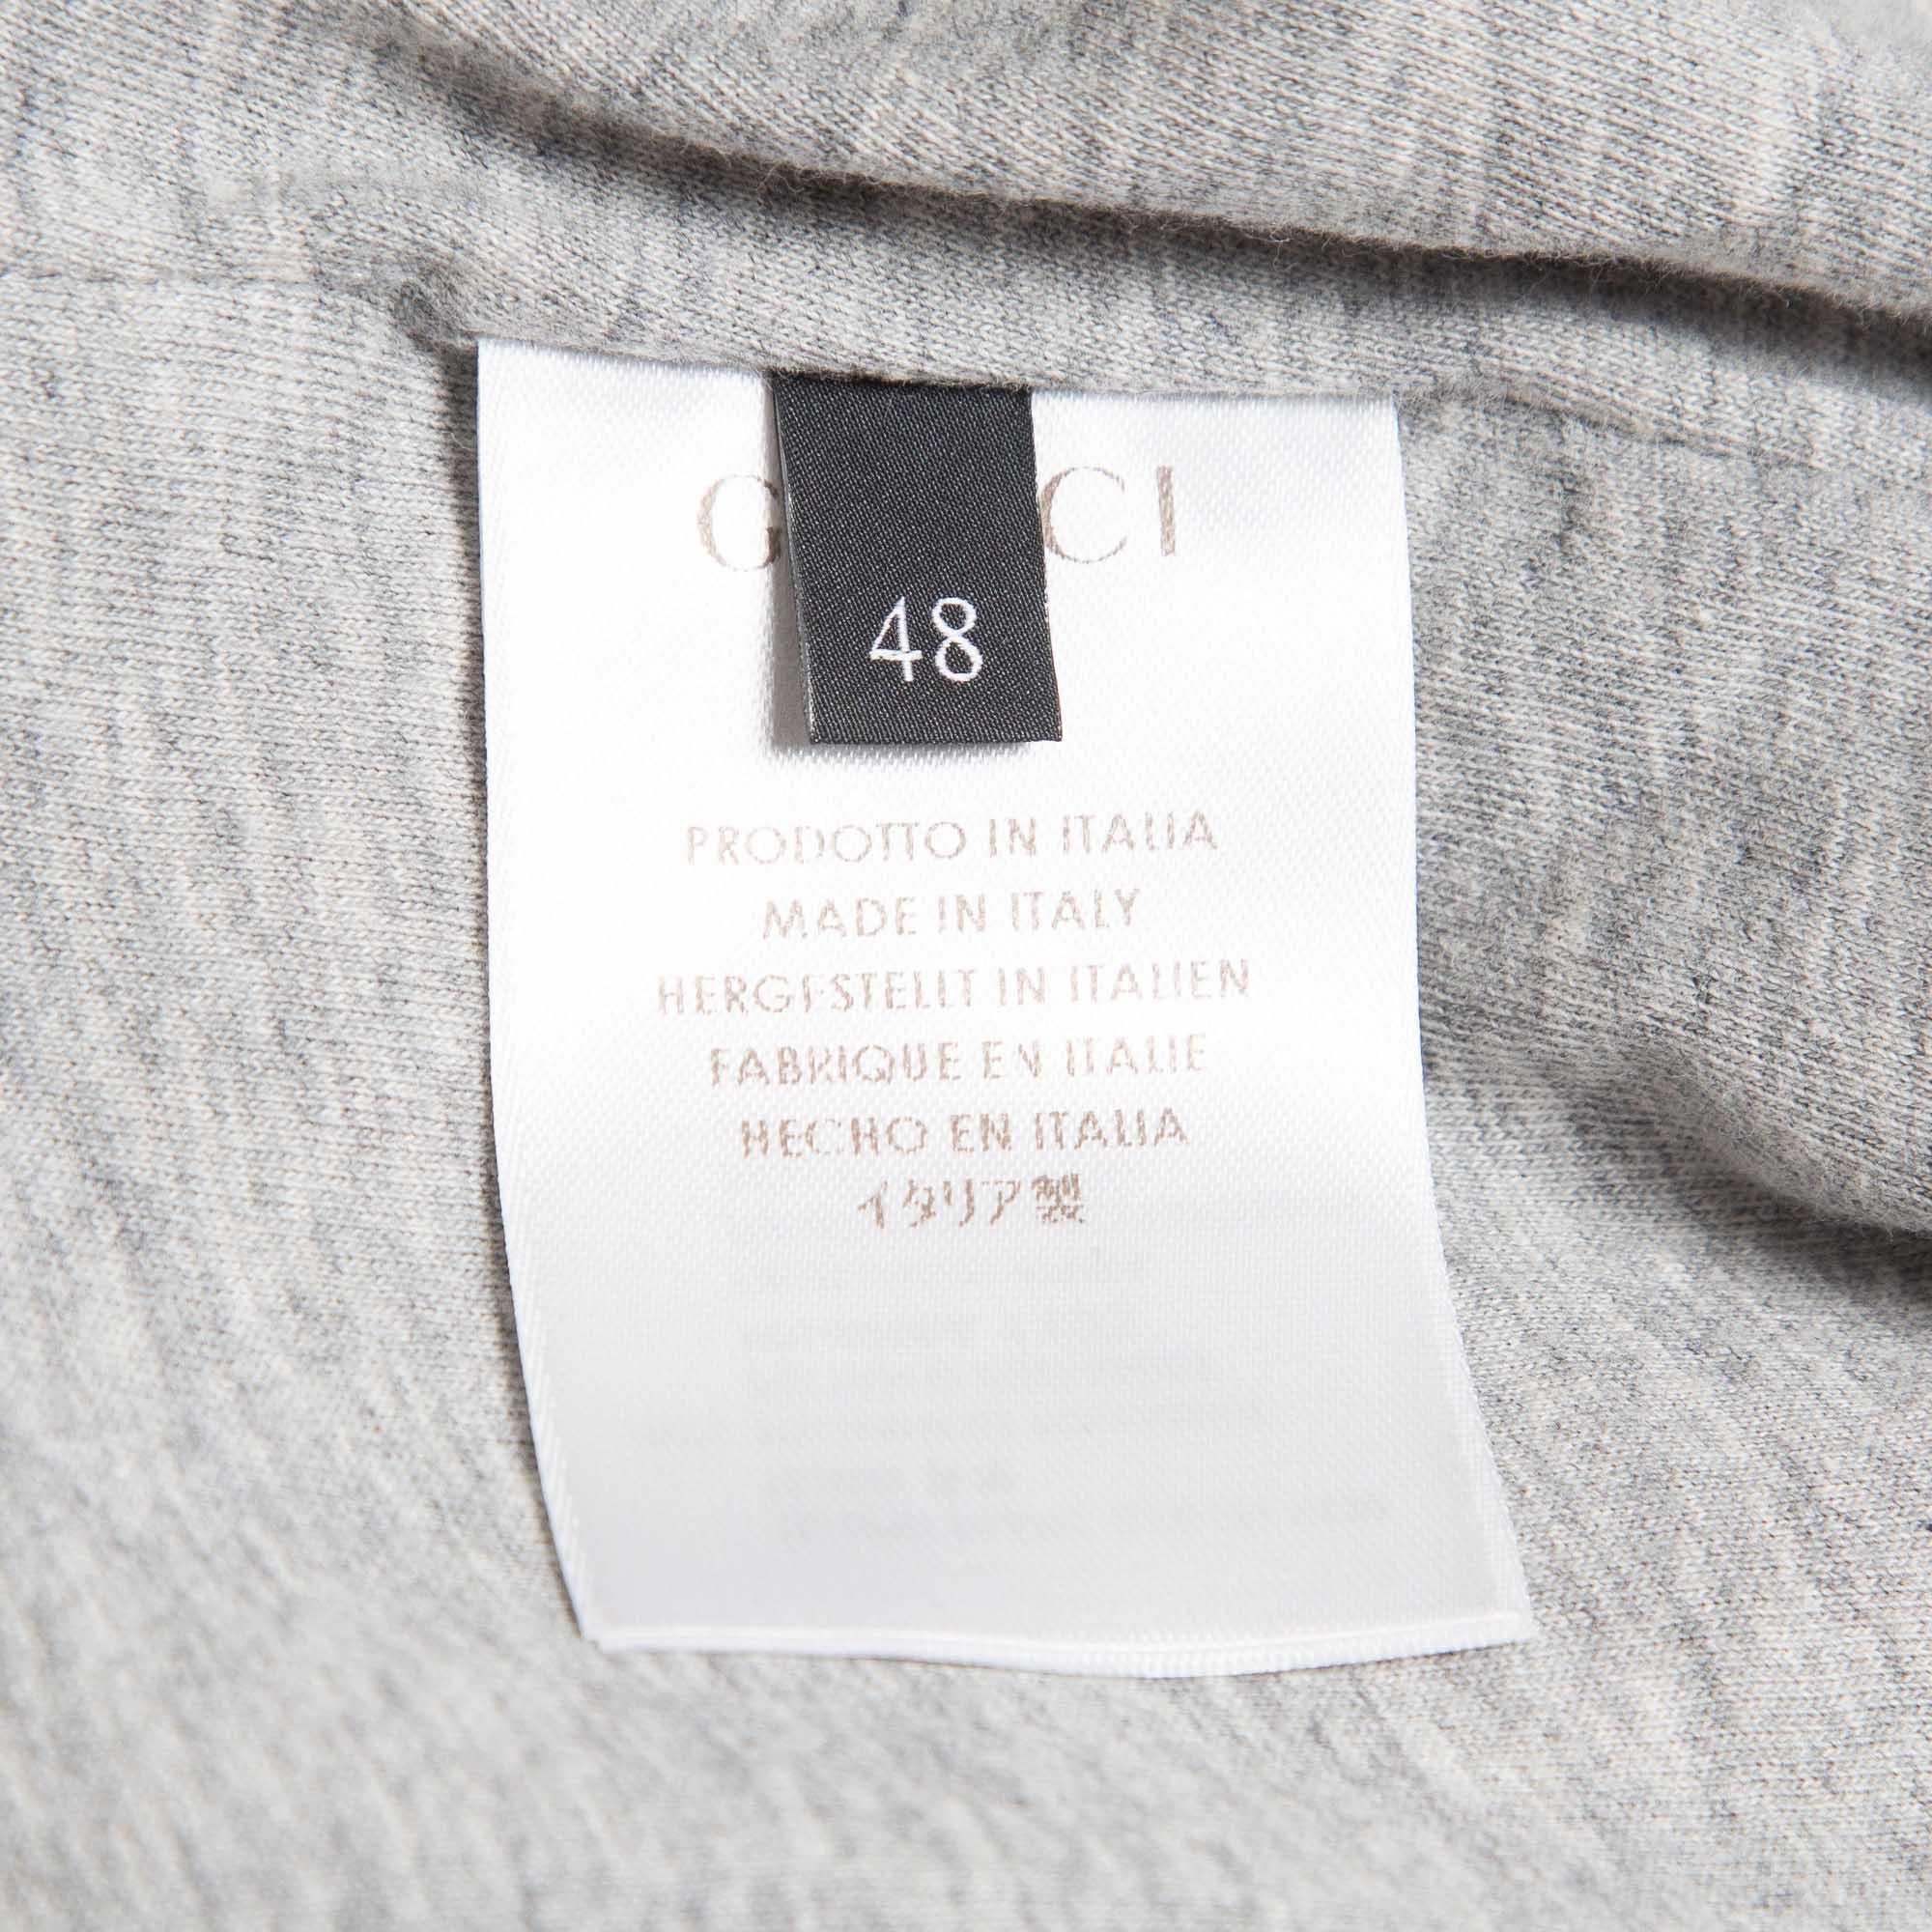 G CCI
48
PRODOTTO IN ITALIA
MADE IN ITALY
HERGESTELLT IN ITALIEN
FABRIQUE EN ITALIE
HECHO EN ITALIA
イタリア製